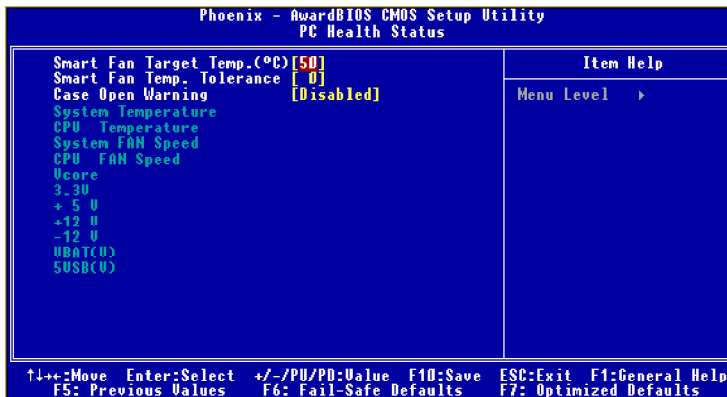 Phoenix - AwardBIOS CMOS Setup Utility
PC Health Status
Smart Fan Target Temp.(ºC)[50]
Smart Fan Temp. Tolerance [ 0]
Case Open Warning [Disabled]
System Temperature
CPU Temperature
System FAN Speed
CPU FAN Speed
Vcore
3.3V
+ 5 V
+12 V
-12 V
VBAT(V)
5VSB(V)
Item Help
Menu Level ▸
↑↓→←:Move Enter:Select +/-/PU/PD:Value F10:Save ESC:Exit F1:General Help
F5: Previous Values F6: Fail-Safe Defaults F7: Optimized Defaults